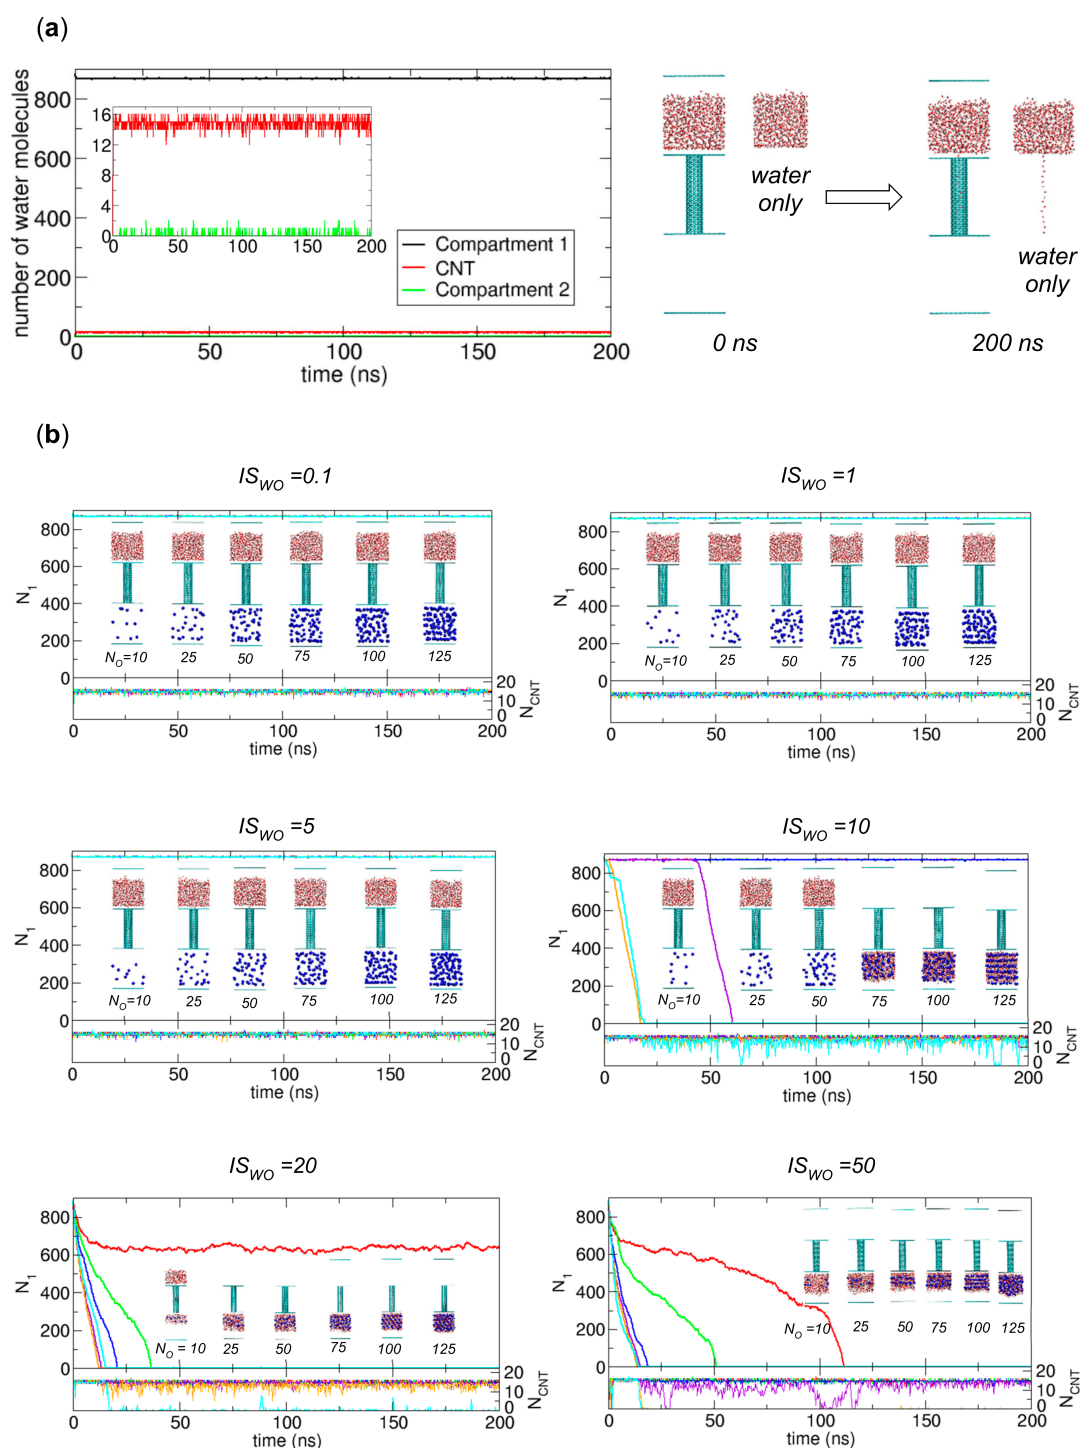 (a)
number of water molecules
800
600
400
200
0
16
12
8
4
0
0 50 100 150 200
Compartment 1
CNT
Compartment 2
0 50 100 150 200
time (ns)
water only
water only
0 ns
200 ns
(b)
IS_WO =0.1
N_1
800
600
400
200
0
N_O=10 25 50 75 100 125
20
10
0
N_CNT
0 50 100 150 200
time (ns)
IS_WO =1
N_1
800
600
400
200
0
N_O=10 25 50 75 100 125
20
10
0
N_CNT
0 50 100 150 200
time (ns)
IS_WO =5
N_1
800
600
400
200
0
N_O=10 25 50 75 100 125
20
10
0
N_CNT
0 50 100 150 200
time (ns)
IS_WO =10
N_1
800
600
400
200
0
N_O=10 25 50 75 100 125
20
10
0
N_CNT
0 50 100 150 200
time (ns)
IS_WO =20
N_1
800
600
400
200
0
N_O = 10 25 50 75 100 125
20
10
0
N_CNT
0 50 100 150 200
time (ns)
IS_WO =50
N_1
800
600
400
200
0
N_O=10 25 50 75 100 125
20
10
0
N_CNT
0 50 100 150 200
time (ns)